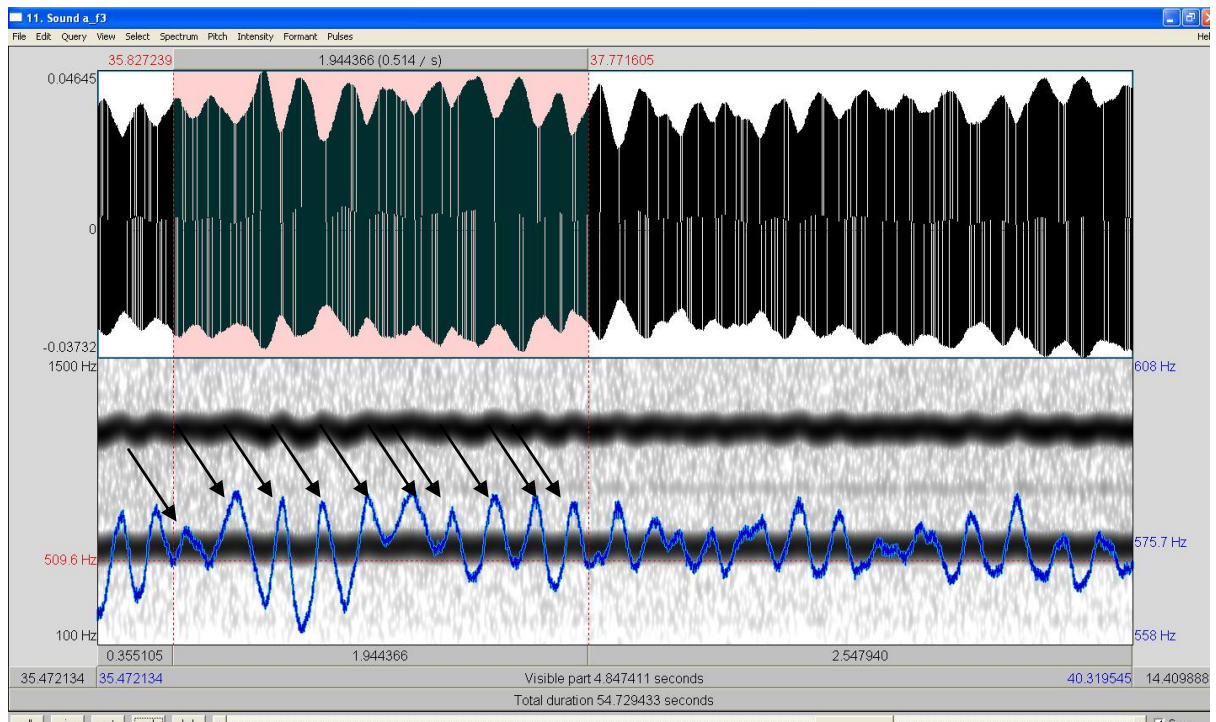 11. Sound a_f3
File Edit Query View Select Spectrum Pitch Intensity Formant Pulses Hel
35.827239 1.944366 (0.514 / s) 37.771605
0.04645
0
-0.03732
1500 Hz 608 Hz
509.6 Hz 575.7 Hz
100 Hz 558 Hz
0.355105 1.944366 2.547940
35.472134 35.472134 Visible part 4.847411 seconds 40.319545 14.409888
Total duration 54.729433 seconds